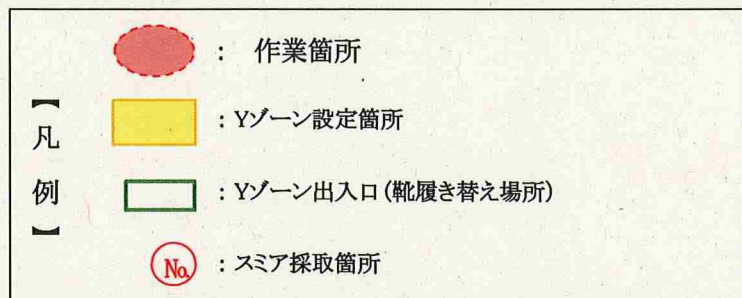 【凡例】
作業箇所
: Yゾーン設定箇所
: Yゾーン出入口(靴履き替え場所)
No. : スミア採取箇所